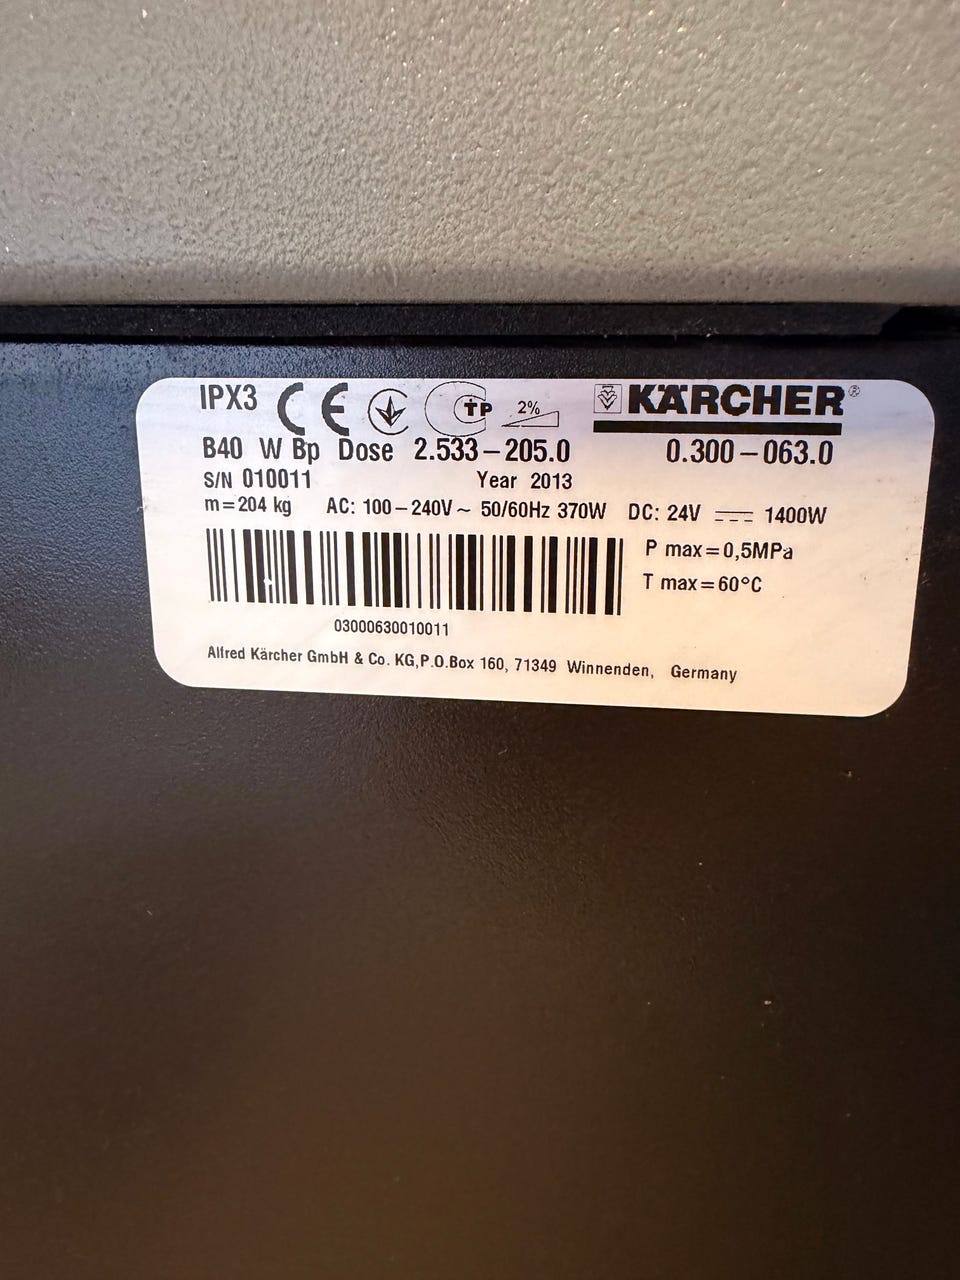 IPX3 CE TP 2% KÄRCHER®
B40 W Bp Dose 2.533-205.0 0.300-063.0
S/N 010011 Year 2013
m=204 kg AC: 100-240V~ 50/60Hz 370W DC: 24V 1400W
P max=0,5MPa
T max=60°C
03000630010011
Alfred Kärcher GmbH & Co. KG,P.O.Box 160, 71349 Winnenden, Germany